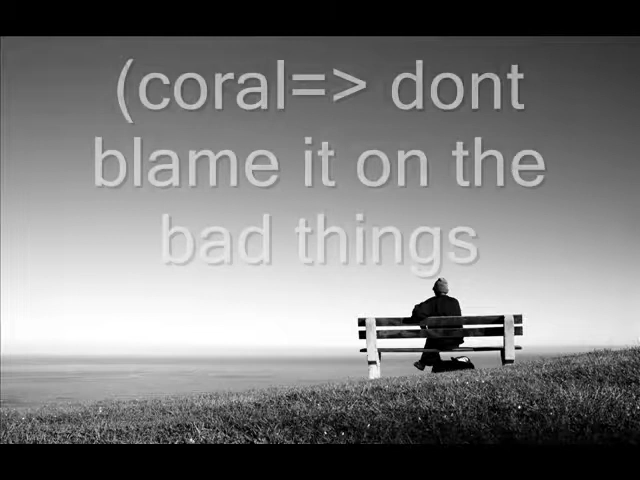 (coral=> dont
blame it on the
bad things